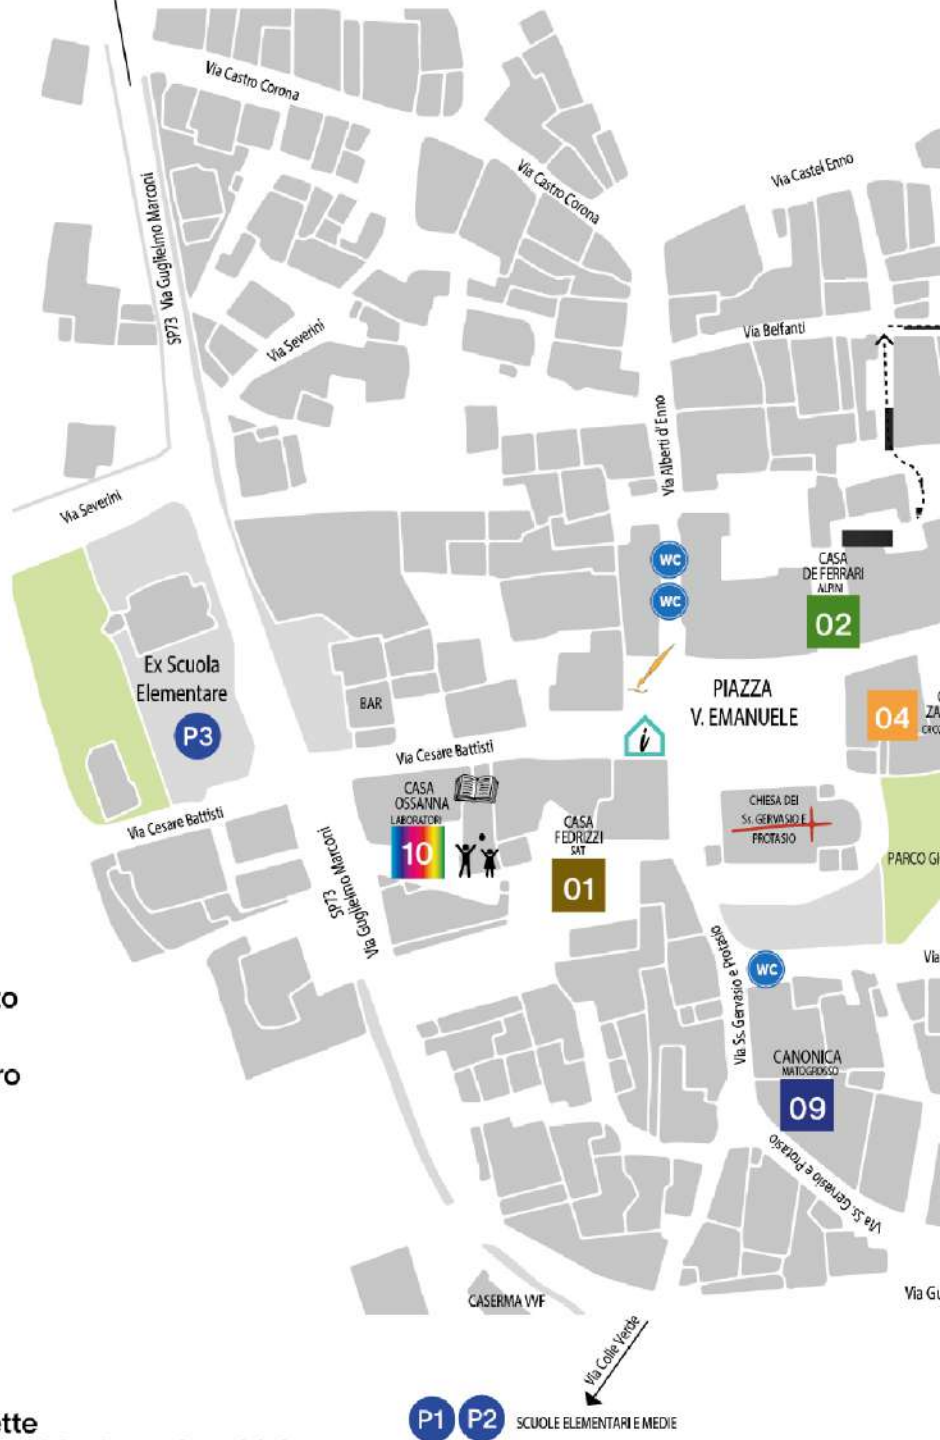 Via Castro Corona
Via Castro Corona
Via Castel Enno
SP73 Via Guglielmo Marconi
Via Severini
Via Belfanti
Via Alberti d'Enno
Via Severini
WC
WC
CASA
DE FERRARI
ALPINI
02
Ex Scuola
Elementare
P3
BAR
PIAZZA
V. EMANUELE
04
i
Via Cesare Battisti
CASA
OSSANNA
LABORATORI
10
CASA
FEDRIZZI
SAT
01
CHIESA DEI
Ss. GERVASIO E
PROTASIO
PARCO
Via Cesare Battisti
SP73
Via Guglielmo Marconi
Via Ss. Gervasio e Protasio
WC
Via
CANONICA
MATOGROSSO
09
Via Ss. Gervasio e Protasio
CASERMA VVF
Via
Via Colle Verde
P1 P2 SCUOLE ELEMENTARI E MEDIE